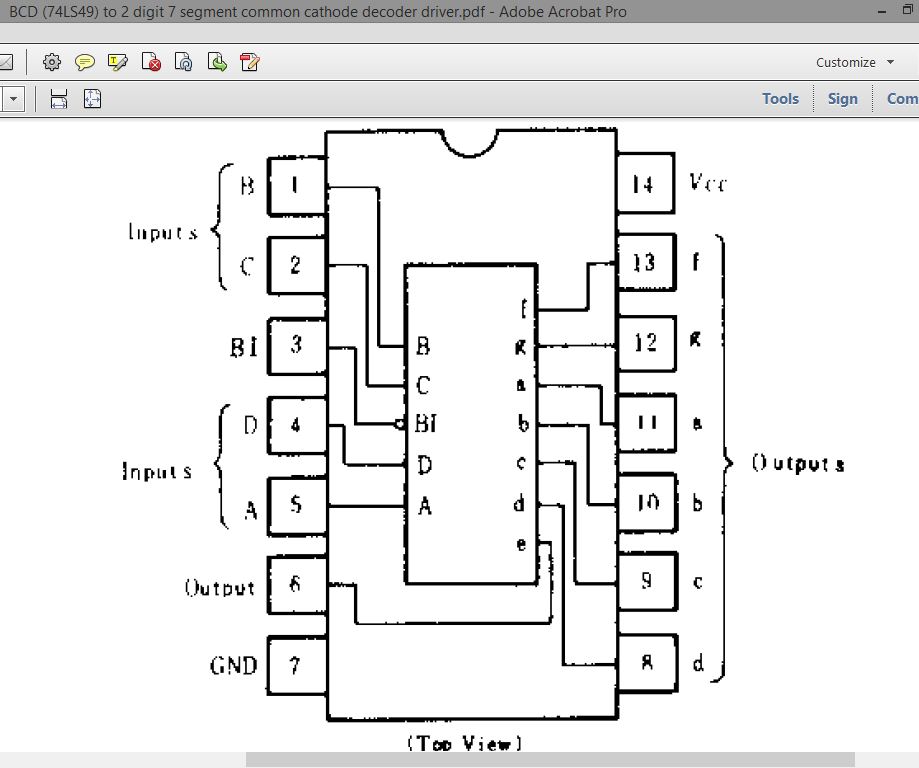 BCD (74LS49) to 2 digit 7 segment common cathode decoder driver.pdf - Adobe Acrobat Pro
Customize
Tools
Sign
Com
B 1
14 Vcc
Inputs
C 2
13 f
f
BI 3
12 g
B
g
C
a
D 4
11 a
BI
b
Inputs
D
c
Outputs
A 5
10 b
A
d
e
Output 6
9 c
GND 7
8 d
(Top View)